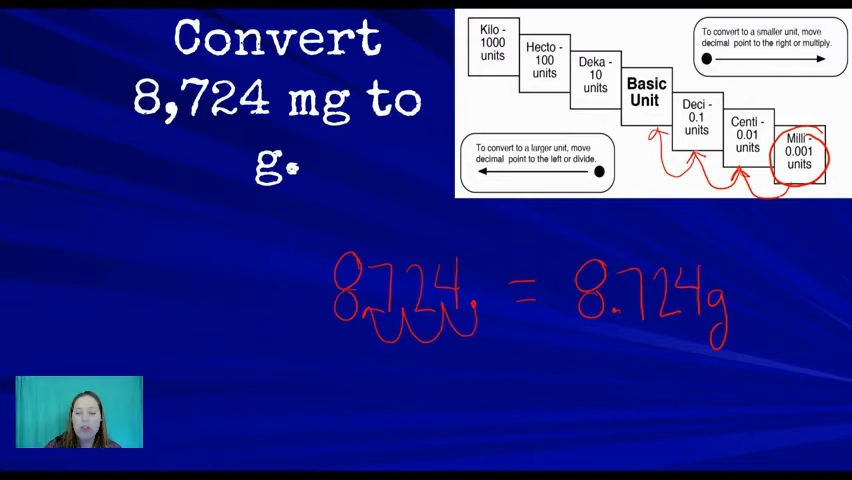 Convert
8,724 mg to
g.
Kilo -
1000
units
Hecto -
100
units
Deka -
10
units
Basic
Unit
Deci -
0.1
units
Centi -
0.01
units
Milli -
0.001
units
To convert to a smaller unit, move
decimal point to the right or multiply.
To convert to a larger unit, move
decimal point to the left or divide.
8724. = 8.724g